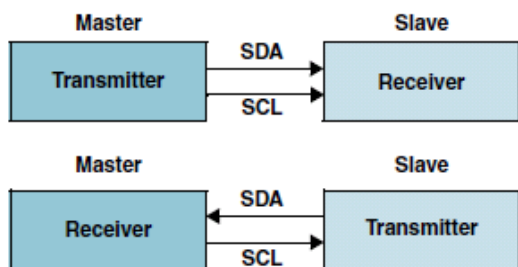 Master
Slave
Transmitter
SDA
SCL
Receiver
Master
Slave
Receiver
SDA
SCL
Transmitter